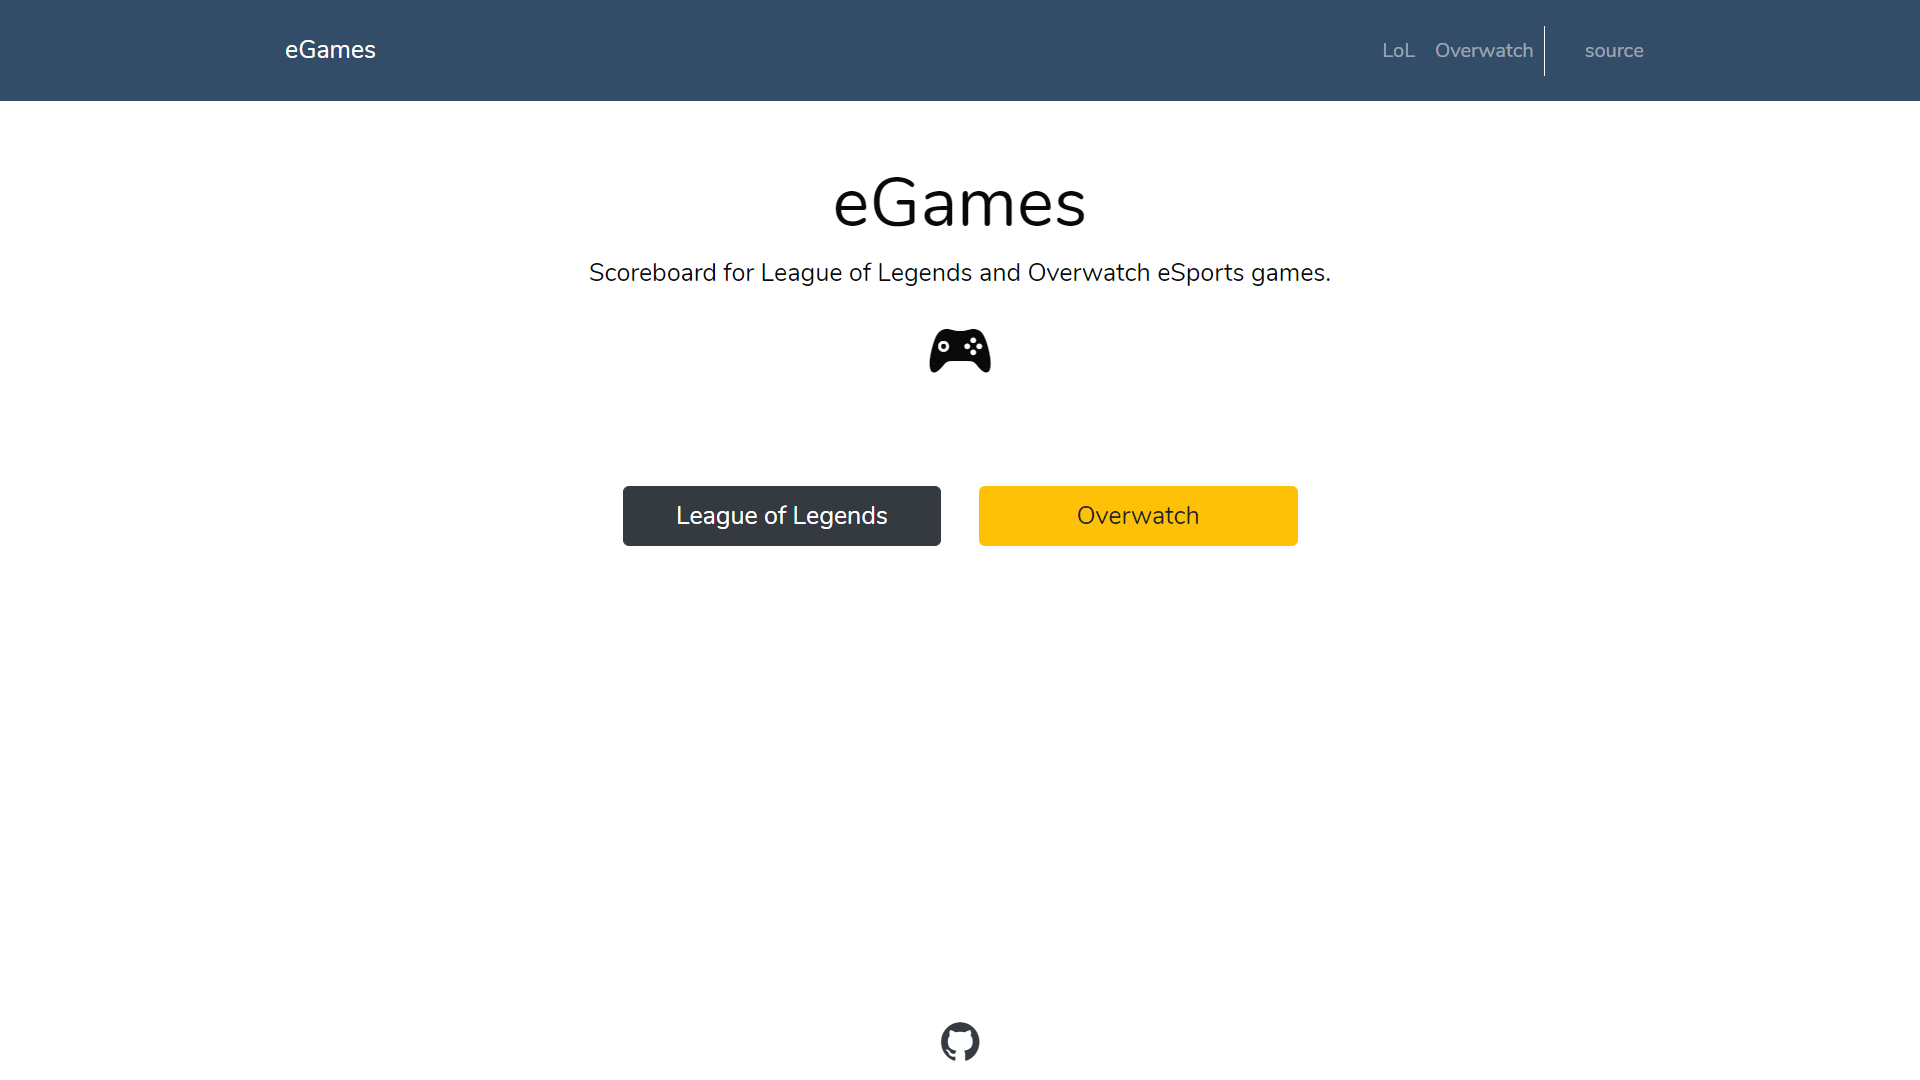 eGames
LoL Overwatch source
eGames
Scoreboard for League of Legends and Overwatch eSports games.
League of Legends
Overwatch